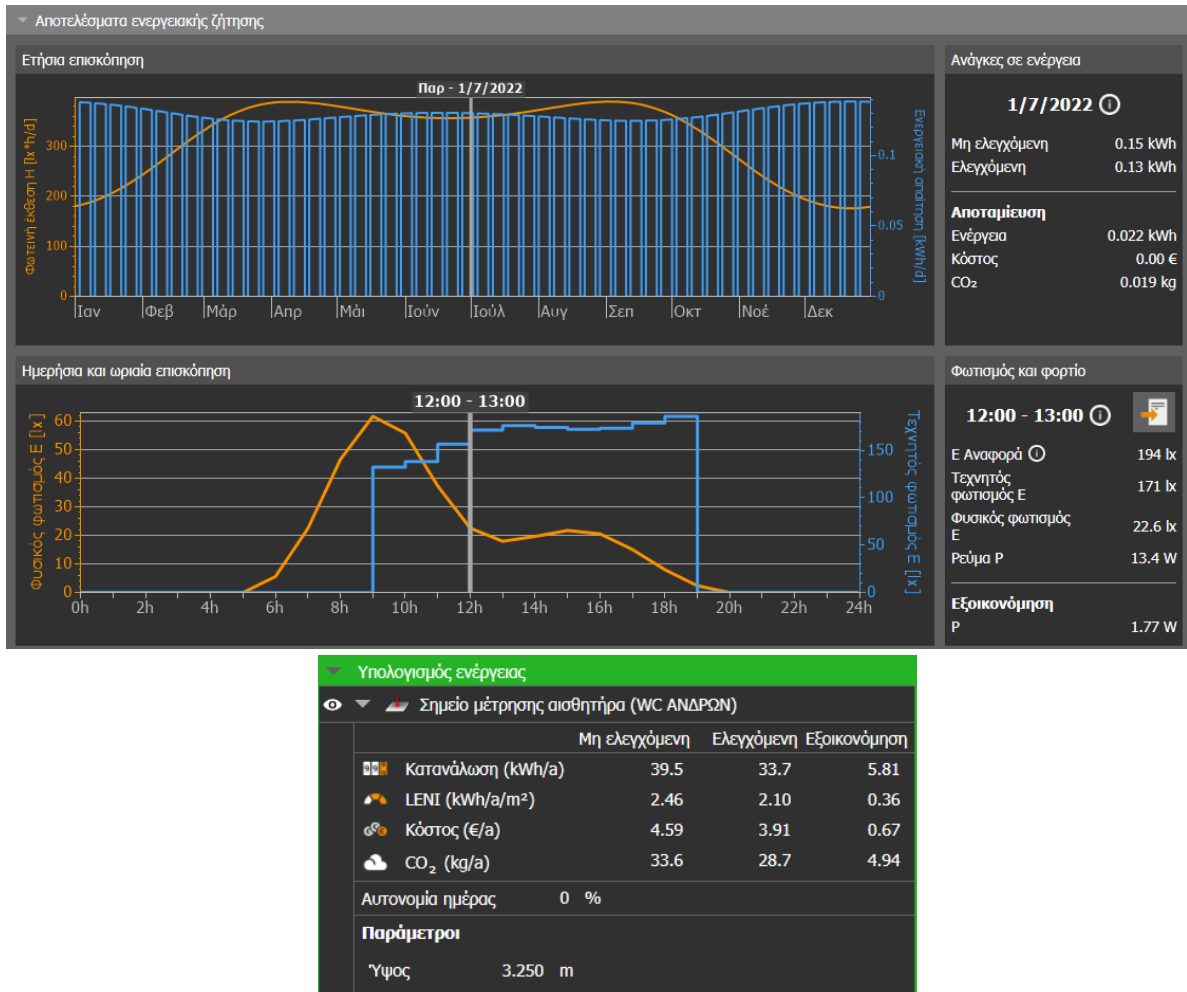 Αποτελέσματα ενεργειακής ζήτησης
Ετήσια επισκόπηση
Παρ - 1/7/2022
Φωτεινή έκθεση H [lx*h/d]
300
200
100
0
Ενεργειακή απαίτηση [kWh/d]
0.1
0.05
0
Ιαν Φεβ Μάρ Απρ Μάι Ιούν Ιούλ Αυγ Σεπ Οκτ Νοέ Δεκ
Ανάγκες σε ενέργεια
1/7/2022
Μη ελεγχόμενη 0.15 kWh
Ελεγχόμενη 0.13 kWh
Αποταμίευση
Ενέργεια 0.022 kWh
Κόστος 0.00 €
CO₂ 0.019 kg
Ημερήσια και ωριαία επισκόπηση
12:00 - 13:00
Φυσικός φωτισμός E [lx]
60
50
40
30
20
10
0
Τεχνητός φωτισμός E [lx]
150
100
50
0
0h 2h 4h 6h 8h 10h 12h 14h 16h 18h 20h 22h 24h
Φωτισμός και φορτίο
12:00 - 13:00
E Αναφορά 194 lx
Τεχνητός
φωτισμός E 171 lx
Φυσικός φωτισμός
E 22.6 lx
Ρεύμα P 13.4 W
Εξοικονόμηση
P 1.77 W
Υπολογισμός ενέργειας
Σημείο μέτρησης αισθητήρα (WC ΑΝΔΡΩΝ)
Μη ελεγχόμενη Ελεγχόμενη Εξοικονόμηση
Κατανάλωση (kWh/a) 39.5 33.7 5.81
LENI (kWh/a/m²) 2.46 2.10 0.36
Κόστος (€/a) 4.59 3.91 0.67
CO₂ (kg/a) 33.6 28.7 4.94
Αυτονομία ημέρας 0 %
Παράμετροι
Ύψος 3.250 m